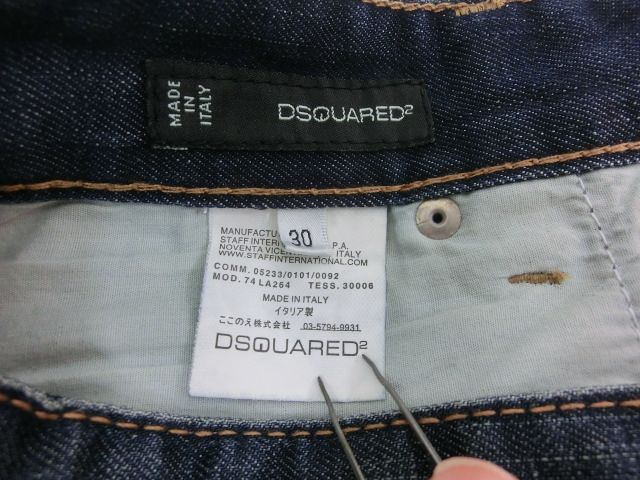 MADE
IN
ITALY
DSQUARED²
30
MANUFACTU
STAFF INTER P.A.
NOVENTA VICEN ITALY
WWW.STAFFINTERNATIONAL.COM
COMM. 05233/0101/0092
MOD. 74 LA264 TESS. 30006
MADE IN ITALY
イタリア製
ここのえ株式会社 03-5794-9931
DSQUARED²